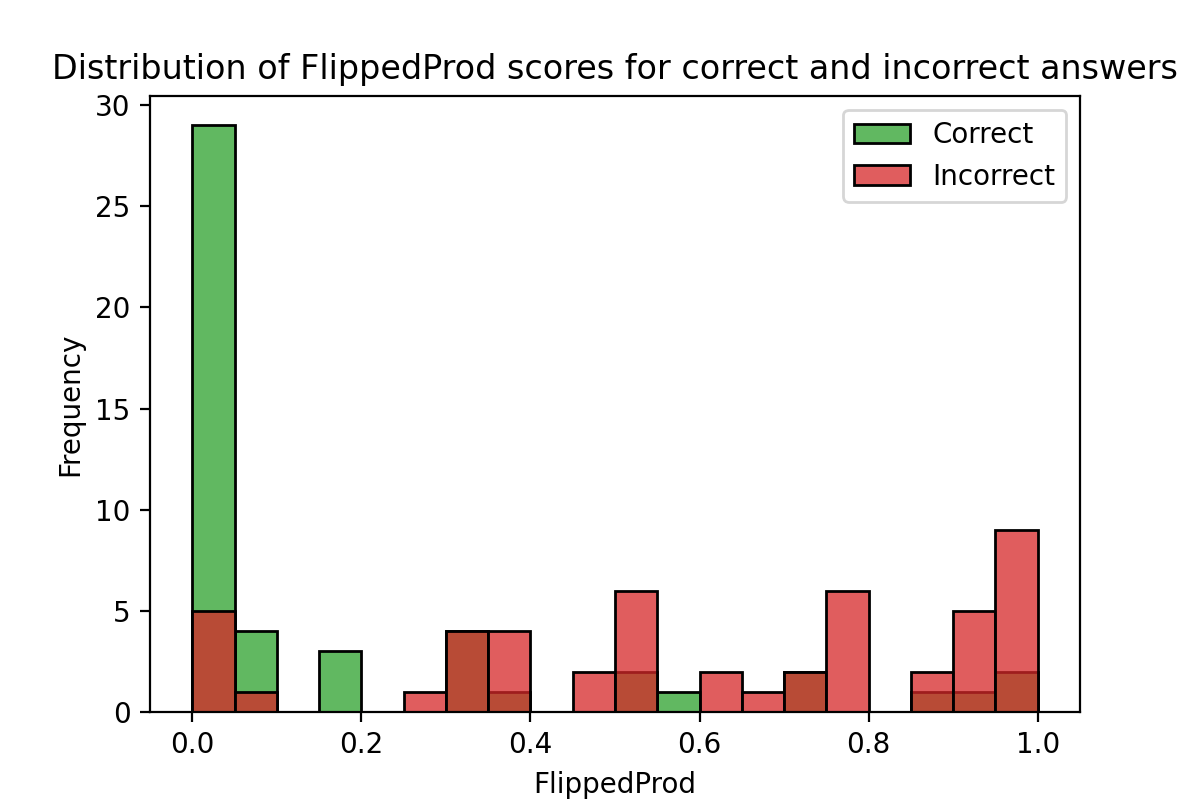 Distribution of FlippedProd scores for correct and incorrect answers
30
25
20
15
10
5
0
Frequency
Correct
Incorrect
0.0 0.2 0.4 0.6 0.8 1.0
FlippedProd